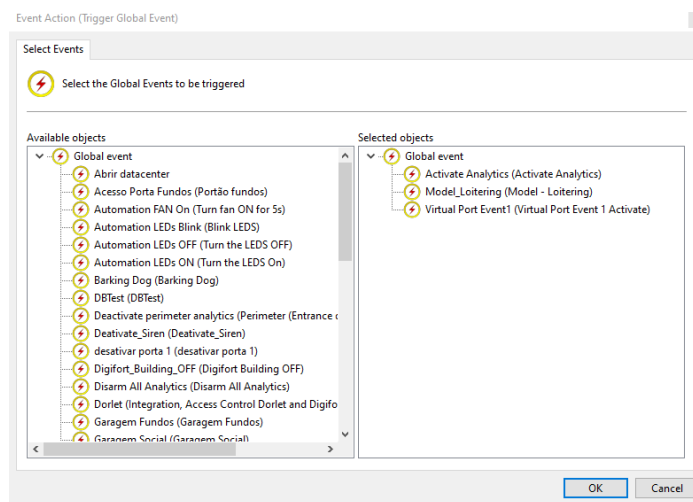 Event Action (Trigger Global Event)
Select Events
Select the Global Events to be triggered
Available objects
Global event
Abrir datacenter
Acesso Porta Fundos (Portão fundos)
Automation FAN On (Turn fan ON for 5s)
Automation LEDs Blink (Blink LEDS)
Automation LEDs OFF (Turn the LEDS OFF)
Automation LEDs ON (Turn the LEDS On)
Barking Dog (Barking Dog)
DBTest (DBTest)
Deactivate perimeter analytics (Perimeter (Entrance
Deativate_Siren (Deativate_Siren)
desativar porta 1 (desativar porta 1)
Digifort_Building_OFF (Digifort Building OFF)
Disarm All Analytics (Disarm All Analytics)
Dorlet (Integration, Access Control Dorlet and Digifo
Garagem Fundos (Garagem Fundos)
Garagem Social (Garagem Social)
Selected objects
Global event
Activate Analytics (Activate Analytics)
Model_Loitering (Model - Loitering)
Virtual Port Event1 (Virtual Port Event 1 Activate)
OK
Cancel